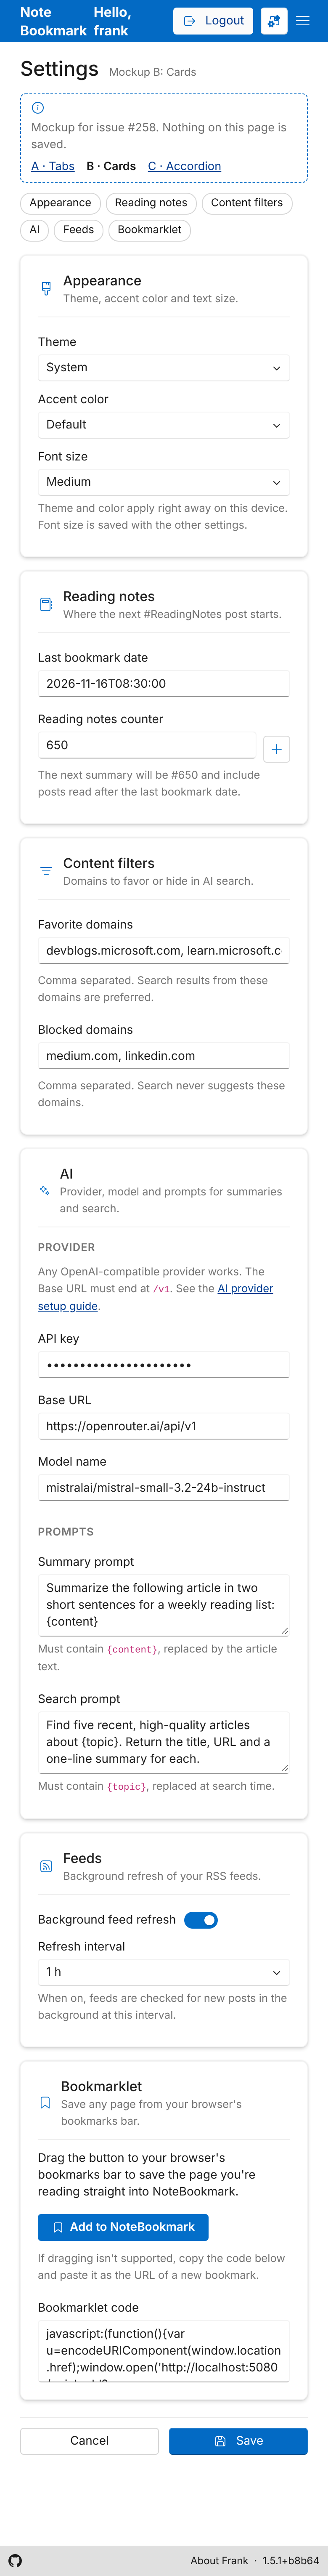 Note Bookmark
Hello, frank
Logout
Settings Mockup B: Cards
Mockup for issue #258. Nothing on this page is
saved.
A · Tabs B · Cards C · Accordion
Appearance Reading notes Content filters
AI Feeds Bookmarklet
Appearance
Theme, accent color and text size.
Theme
System
Accent color
Default
Font size
Medium
Theme and color apply right away on this device.
Font size is saved with the other settings.
Reading notes
Where the next #ReadingNotes post starts.
Last bookmark date
2026-11-16T08:30:00
Reading notes counter
650
The next summary will be #650 and include
posts read after the last bookmark date.
Content filters
Domains to favor or hide in AI search.
Favorite domains
devblogs.microsoft.com, learn.microsoft.c
Comma separated. Search results from these
domains are preferred.
Blocked domains
medium.com, linkedin.com
Comma separated. Search never suggests these
domains.
AI
Provider, model and prompts for summaries
and search.
PROVIDER
Any OpenAI-compatible provider works. The
Base URL must end at /v1. See the AI provider
setup guide.
API key
••••••••••••••••••••••
Base URL
https://openrouter.ai/api/v1
Model name
mistralai/mistral-small-3.2-24b-instruct
PROMPTS
Summary prompt
Summarize the following article in two
short sentences for a weekly reading list:
{content}
Must contain {content}, replaced by the article
text.
Search prompt
Find five recent, high-quality articles
about {topic}. Return the title, URL and a
one-line summary for each.
Must contain {topic}, replaced at search time.
Feeds
Background refresh of your RSS feeds.
Background feed refresh
Refresh interval
1 h
When on, feeds are checked for new posts in the
background at this interval.
Bookmarklet
Save any page from your browser's
bookmarks bar.
Drag the button to your browser's
bookmarks bar to save the page you're
reading straight into NoteBookmark.
Add to NoteBookmark
If dragging isn't supported, copy the code below
and paste it as the URL of a new bookmark.
Bookmarklet code
javascript:(function(){var
u=encodeURIComponent(window.location
.href);window.open('http://localhost:5080
Cancel Save
About Frank · 1.5.1+b8b64